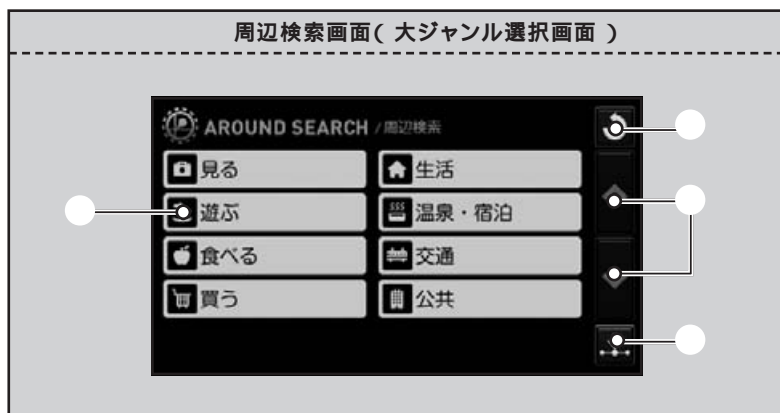 周辺検索画面( 大ジャンル選択画面 )
AROUND SEARCH /周辺検索
見る
生活
遊ぶ
温泉・宿泊
食べる
交通
買う
公共